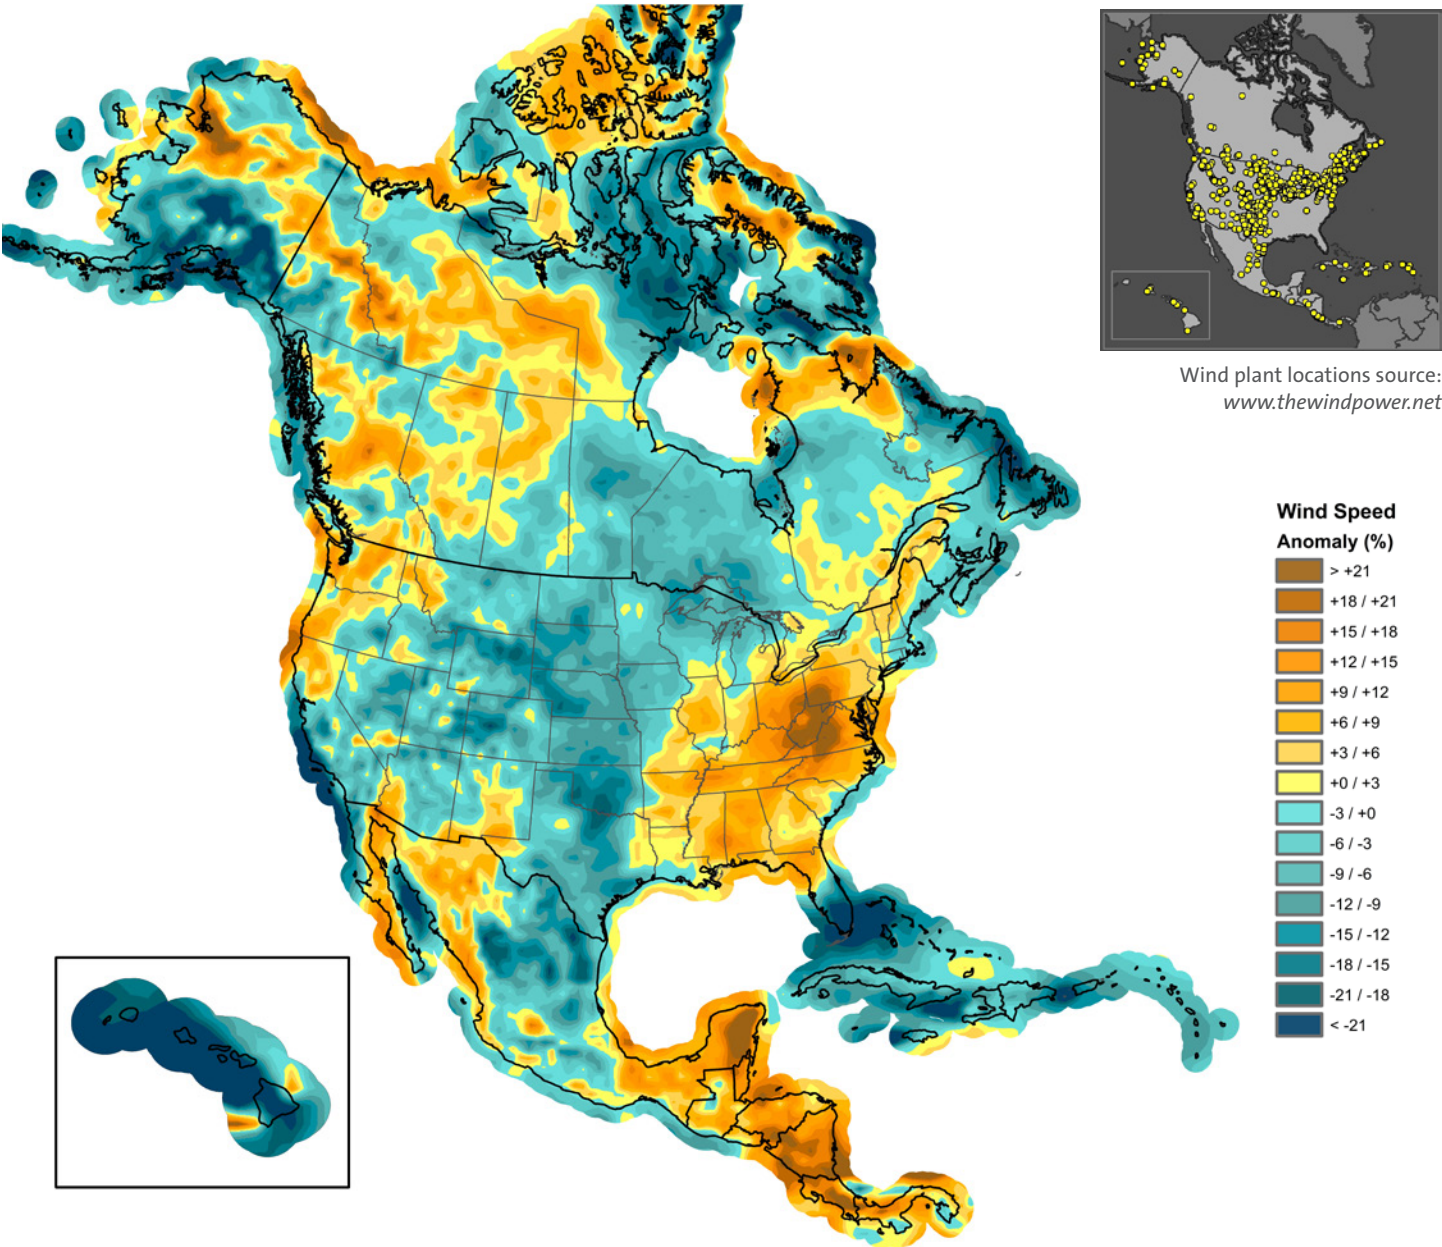 Wind plant locations source:
www.thewindpower.net
Wind Speed
Anomaly (%)
> +21
+18 / +21
+15 / +18
+12 / +15
+9 / +12
+6 / +9
+3 / +6
+0 / +3
-3 / +0
-6 / -3
-9 / -6
-12 / -9
-15 / -12
-18 / -15
-21 / -18
< -21